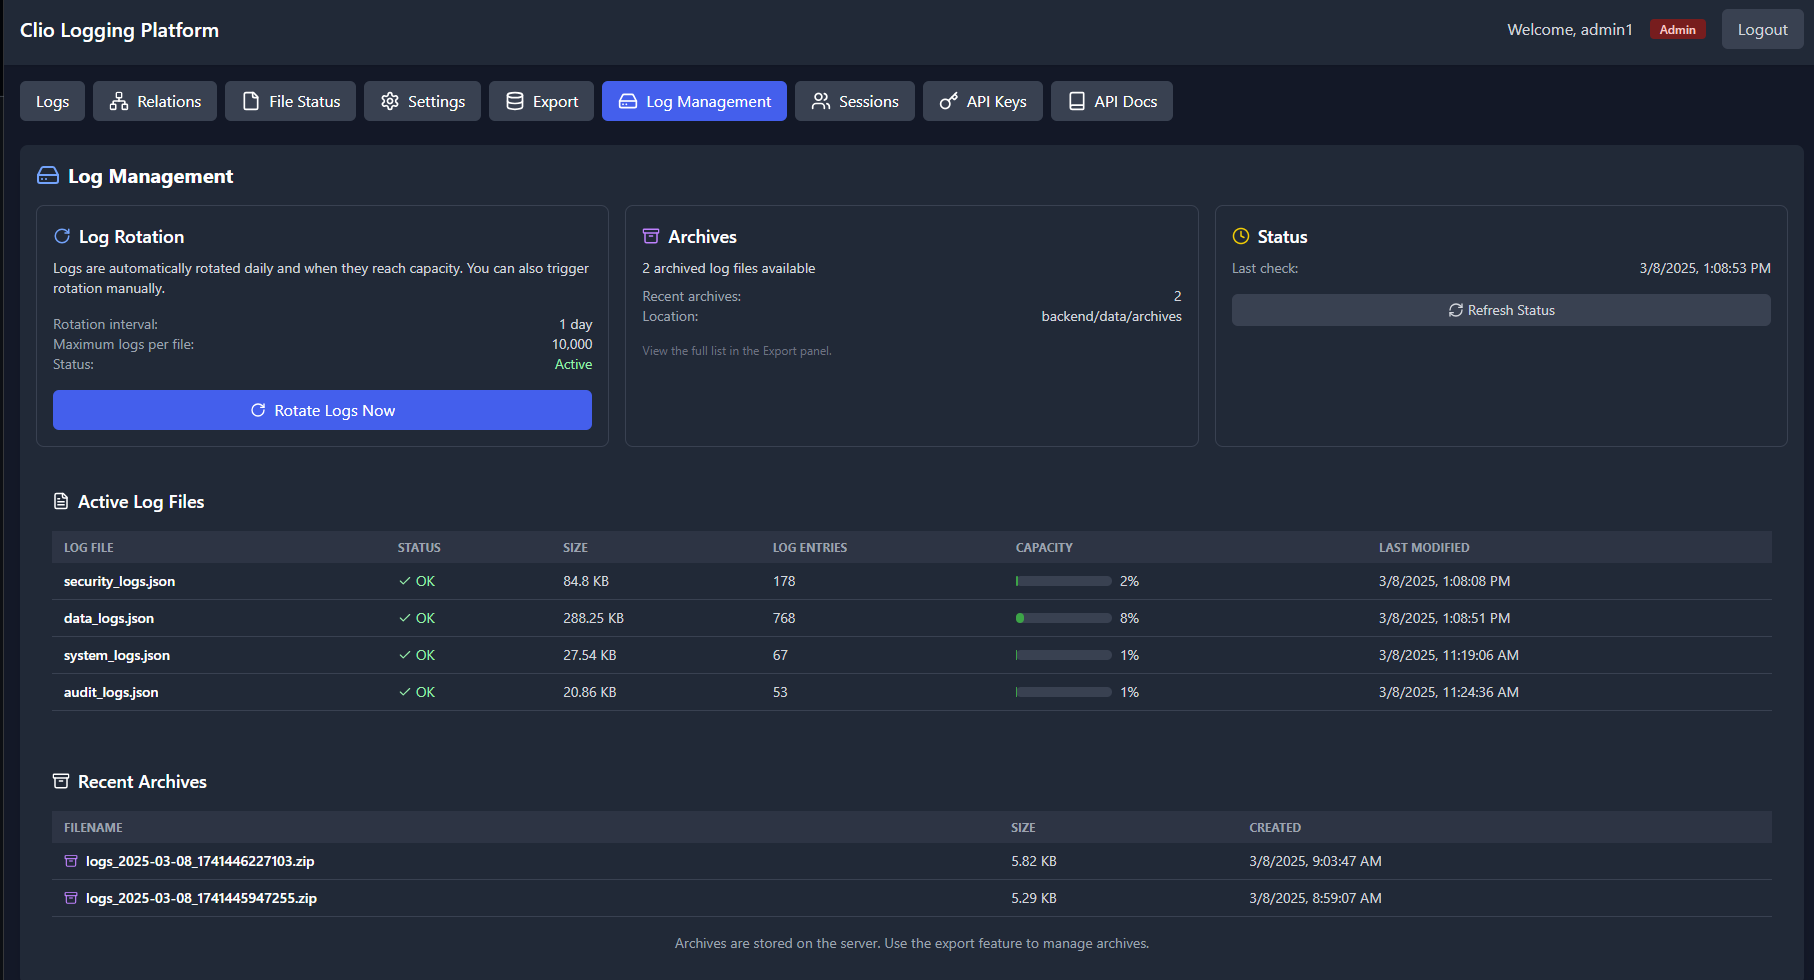 Clio Logging Platform
Welcome, admin1 Admin Logout
Logs Relations File Status Settings Export Log Management Sessions API Keys API Docs
Log Management
Log Rotation
Logs are automatically rotated daily and when they reach capacity. You can also trigger
rotation manually.
Rotation interval: 1 day
Maximum logs per file: 10,000
Status: Active
Rotate Logs Now
Archives
2 archived log files available
Recent archives: 2
Location: backend/data/archives
View the full list in the Export panel.
Status
Last check: 3/8/2025, 1:08:53 PM
Refresh Status
Active Log Files
LOG FILE STATUS SIZE LOG ENTRIES CAPACITY LAST MODIFIED
security_logs.json OK 84.8 KB 178 2% 3/8/2025, 1:08:08 PM
data_logs.json OK 288.25 KB 768 8% 3/8/2025, 1:08:51 PM
system_logs.json OK 27.54 KB 67 1% 3/8/2025, 11:19:06 AM
audit_logs.json OK 20.86 KB 53 1% 3/8/2025, 11:24:36 AM
Recent Archives
FILENAME SIZE CREATED
logs_2025-03-08_1741446227103.zip 5.82 KB 3/8/2025, 9:03:47 AM
logs_2025-03-08_1741445947255.zip 5.29 KB 3/8/2025, 8:59:07 AM
Archives are stored on the server. Use the export feature to manage archives.